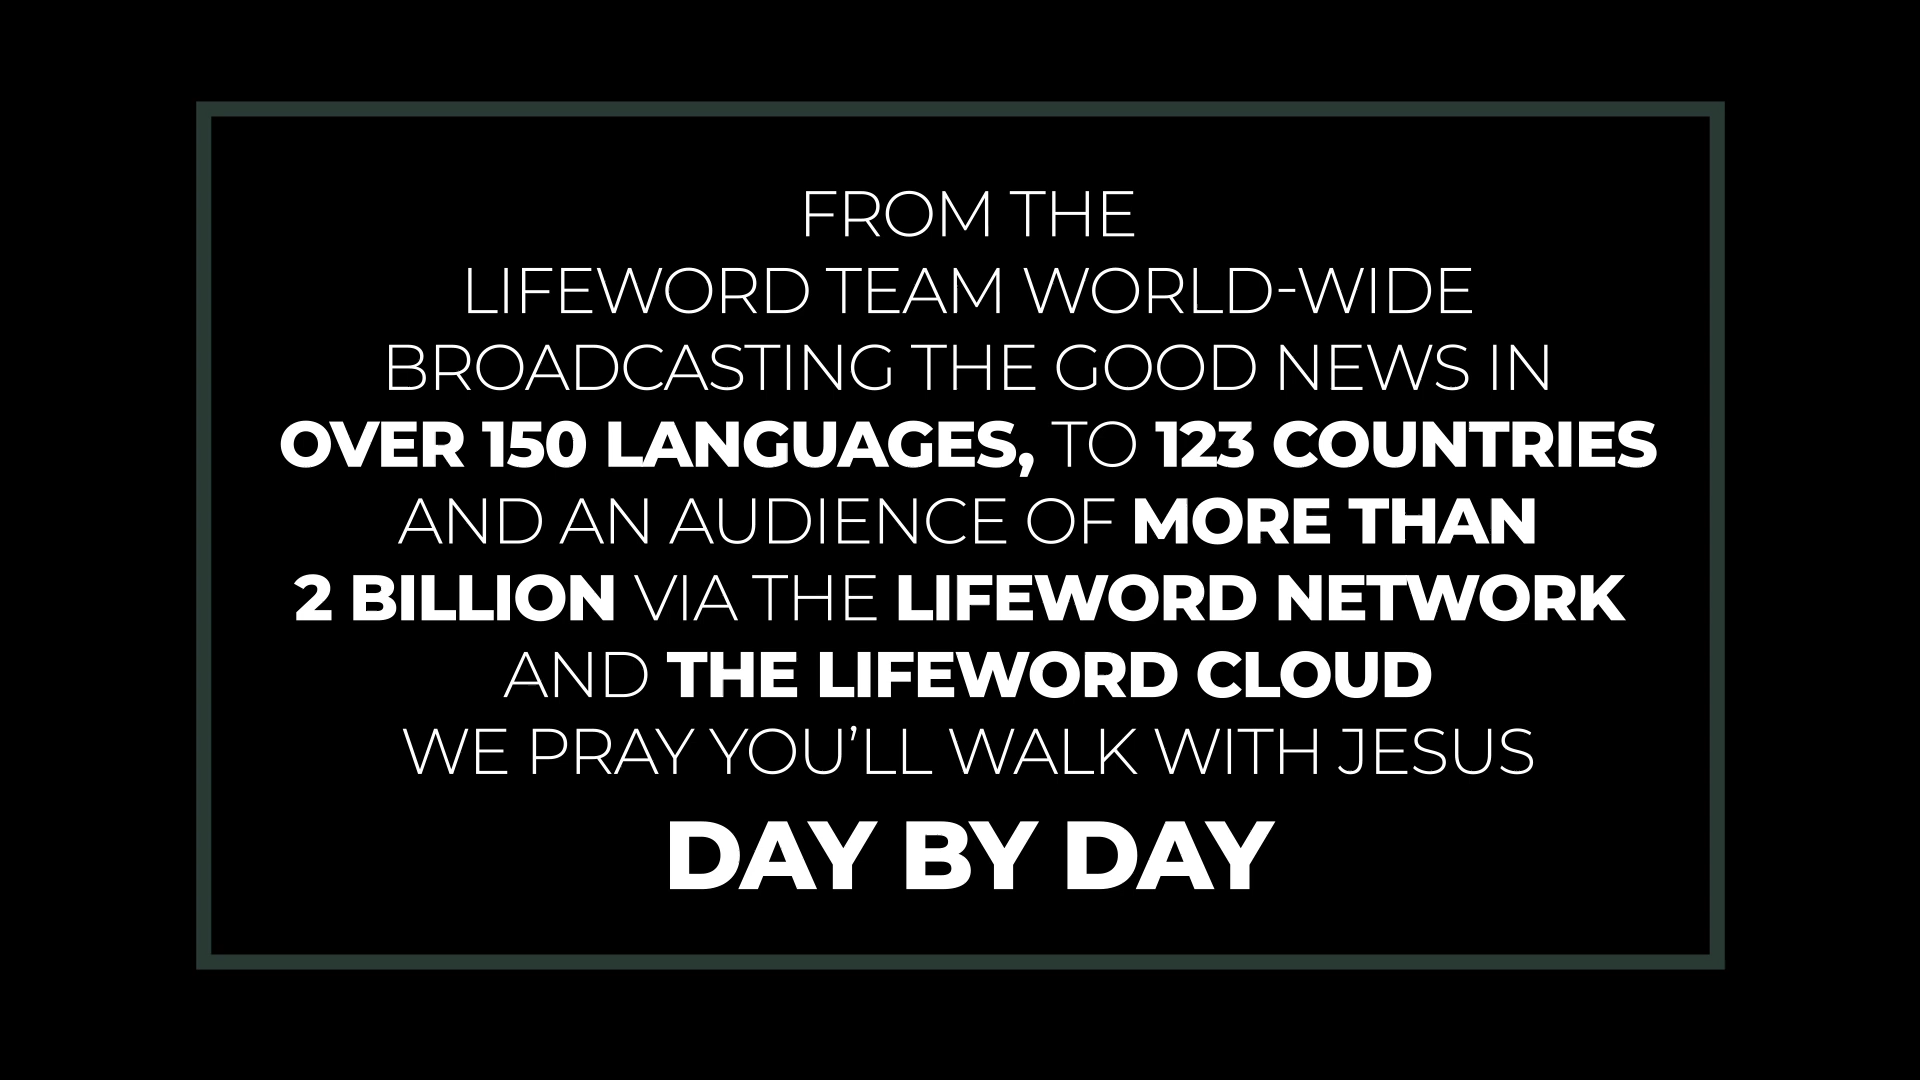 FROM THE
LIFEWORD TEAM WORLD-WIDE
BROADCASTING THE GOOD NEWS IN
OVER 150 LANGUAGES, TO 123 COUNTRIES
AND AN AUDIENCE OF MORE THAN
2 BILLION VIA THE LIFEWORD NETWORK
AND THE LIFEWORD CLOUD
WE PRAY YOU’LL WALK WITH JESUS
DAY BY DAY